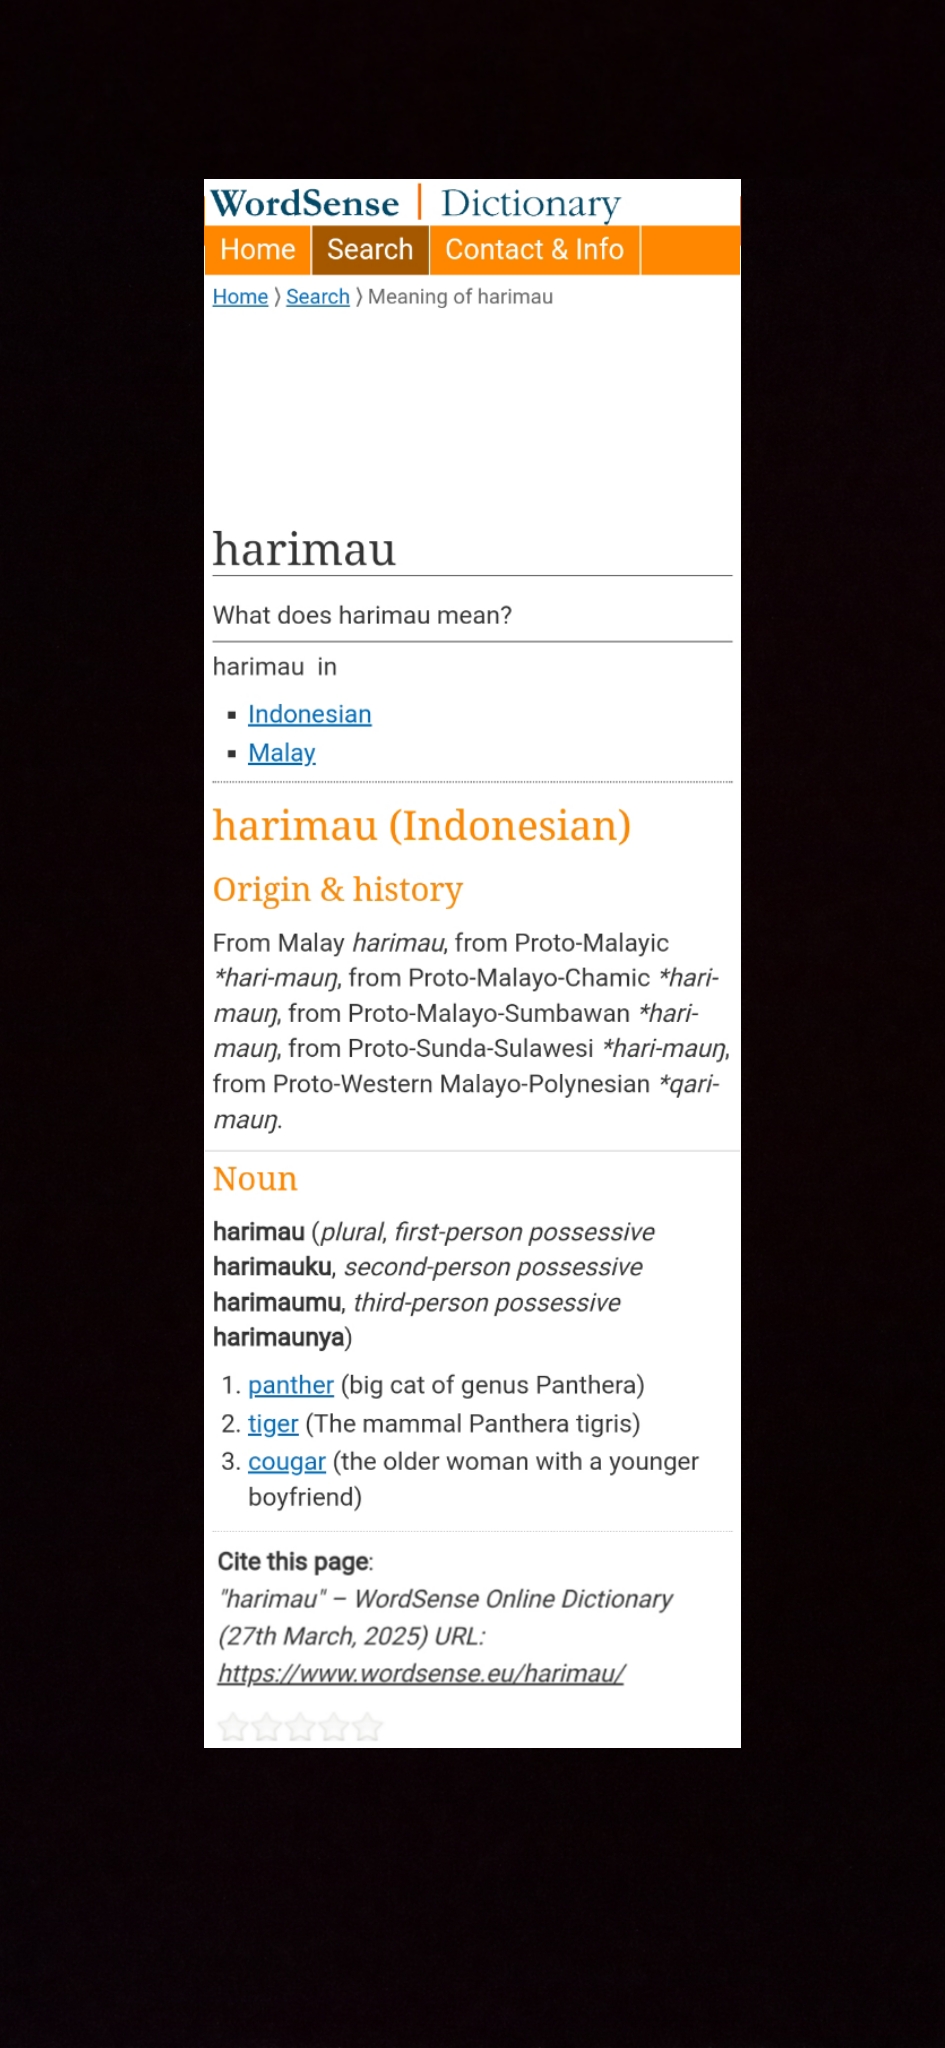 WordSense | Dictionary
Home Search Contact & Info
Home ⟩ Search ⟩ Meaning of harimau
harimau
What does harimau mean?
harimau in
▪ Indonesian
▪ Malay
harimau (Indonesian)
Origin & history
From Malay harimau, from Proto-Malayic
*hari-mauŋ, from Proto-Malayo-Chamic *hari-
mauŋ, from Proto-Malayo-Sumbawan *hari-
mauŋ, from Proto-Sunda-Sulawesi *hari-mauŋ,
from Proto-Western Malayo-Polynesian *qari-
mauŋ.
Noun
harimau (plural, first-person possessive
harimauku, second-person possessive
harimaumu, third-person possessive
harimaunya)
1. panther (big cat of genus Panthera)
2. tiger (The mammal Panthera tigris)
3. cougar (the older woman with a younger
boyfriend)
Cite this page:
"harimau" – WordSense Online Dictionary
(27th March, 2025) URL:
https://www.wordsense.eu/harimau/